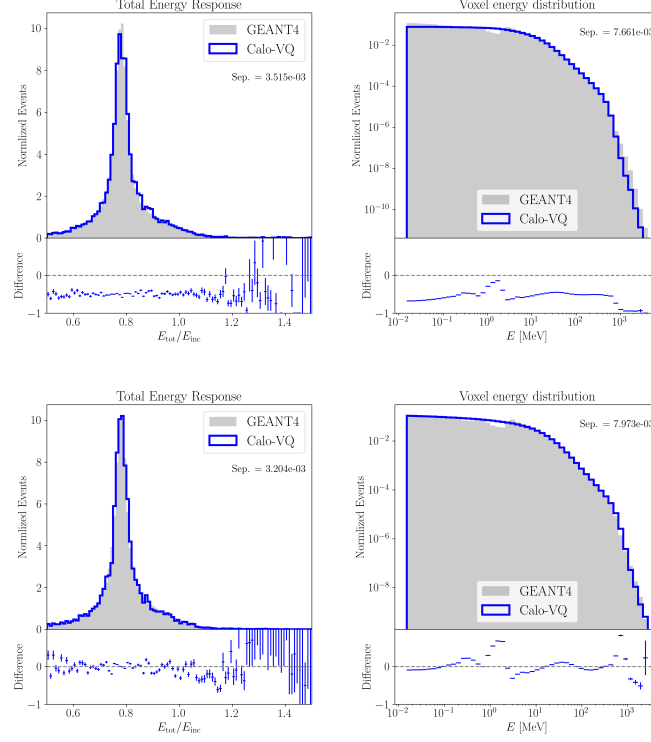 Total Energy Response
Normlized Events
10
8
6
4
2
0
GEANT4
Calo-VQ
Sep. = 3.515e-03
Difference
0
−1
0.6 0.8 1.0 1.2 1.4
E_tot/E_inc
Voxel energy distribution
Normlized Events
10^−2
10^−4
10^−6
10^−8
10^−10
Sep. = 7.661e-03
GEANT4
Calo-VQ
Difference
0
−1
10^−2 10^−1 10^0 10^1 10^2 10^3
E [MeV]
Total Energy Response
Normlized Events
10
8
6
4
2
0
GEANT4
Calo-VQ
Sep. = 3.204e-03
Difference
0
−1
0.6 0.8 1.0 1.2 1.4
E_tot/E_inc
Voxel energy distribution
Normlized Events
10^−2
10^−4
10^−6
10^−8
Sep. = 7.973e-03
GEANT4
Calo-VQ
Difference
0
−1
10^−2 10^−1 10^0 10^1 10^2 10^3
E [MeV]